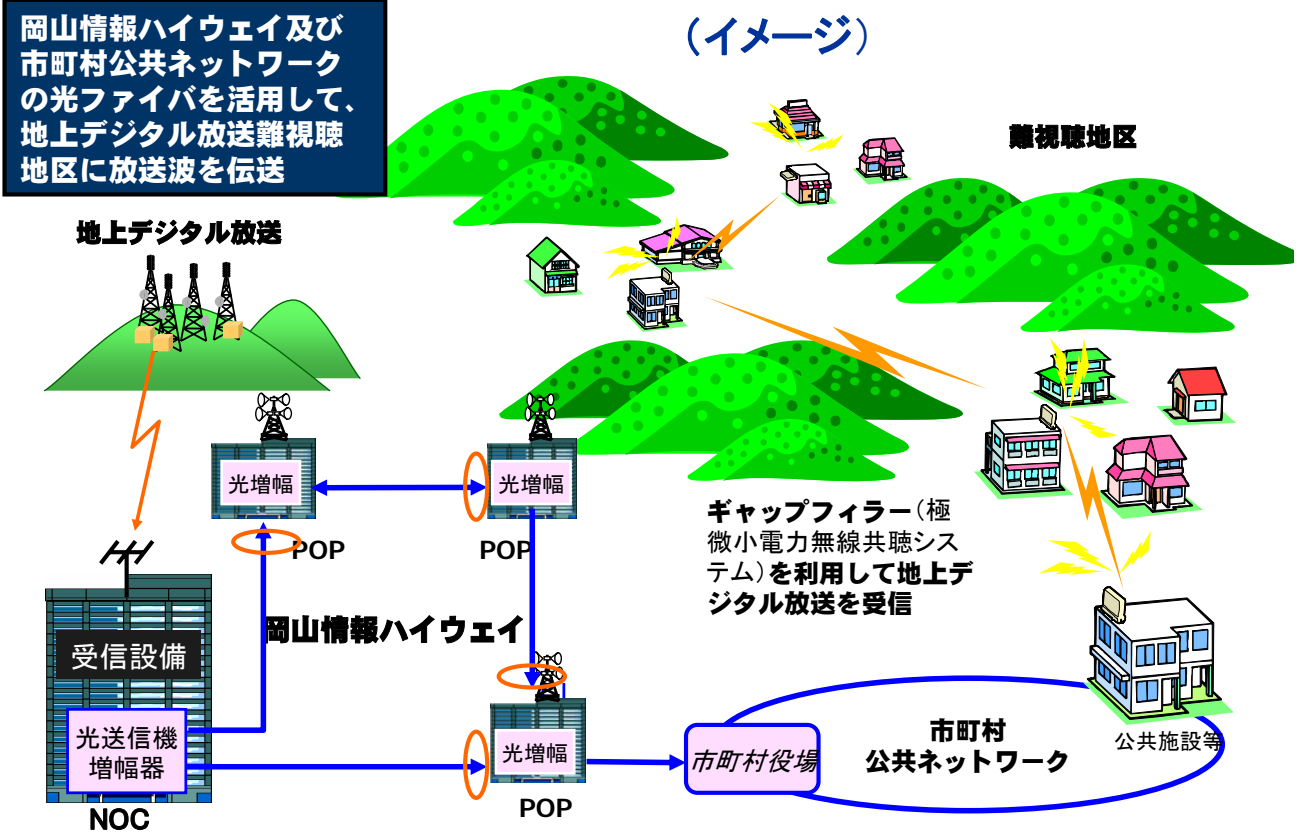 岡山情報ハイウェイ及び
市町村公共ネットワーク
の光ファイバを活用して、
地上デジタル放送難視聴
地区に放送波を伝送
（イメージ）
難視聴地区
地上デジタル放送
光増幅
POP
光増幅
POP
ギャップフィラー（極
微小電力無線共聴シス
テム）を利用して地上デ
ジタル放送を受信
岡山情報ハイウェイ
受信設備
光送信機
増幅器
NOC
光増幅
POP
市町村役場
市町村
公共ネットワーク
公共施設等